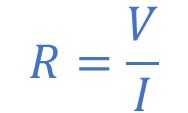 R = V/I